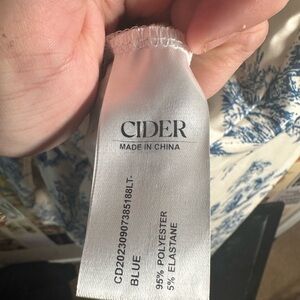 CIDER
MADE IN CHINA
CD20230907385188LT-
BLUE
95% POLYESTER
5% ELASTANE